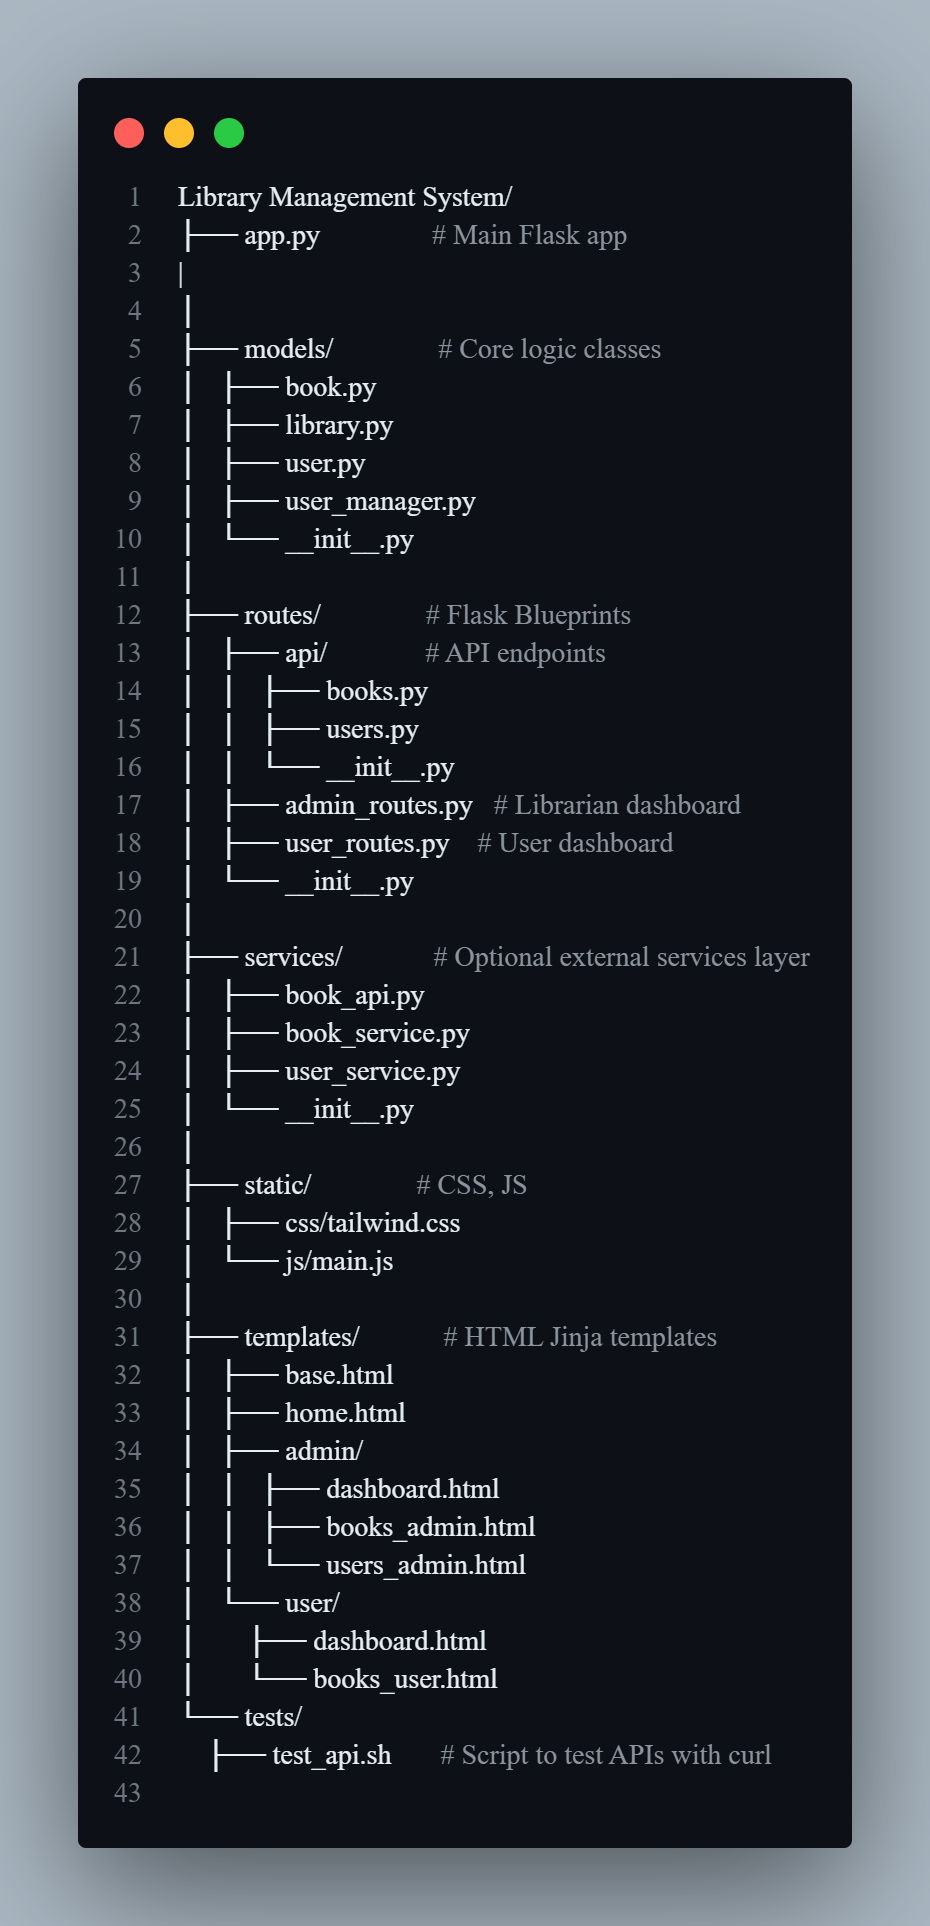 1 Library Management System/
2 ├── app.py # Main Flask app
3 |
4 │
5 ├── models/ # Core logic classes
6 │ ├── book.py
7 │ ├── library.py
8 │ ├── user.py
9 │ ├── user_manager.py
10 │ └── __init__.py
11 │
12 ├── routes/ # Flask Blueprints
13 │ ├── api/ # API endpoints
14 │ │ ├── books.py
15 │ │ ├── users.py
16 │ │ └── __init__.py
17 │ ├── admin_routes.py # Librarian dashboard
18 │ ├── user_routes.py # User dashboard
19 │ └── __init__.py
20 │
21 ├── services/ # Optional external services layer
22 │ ├── book_api.py
23 │ ├── book_service.py
24 │ ├── user_service.py
25 │ └── __init__.py
26 │
27 ├── static/ # CSS, JS
28 │ ├── css/tailwind.css
29 │ └── js/main.js
30 │
31 ├── templates/ # HTML Jinja templates
32 │ ├── base.html
33 │ ├── home.html
34 │ ├── admin/
35 │ │ ├── dashboard.html
36 │ │ ├── books_admin.html
37 │ │ └── users_admin.html
38 │ └── user/
39 │ ├── dashboard.html
40 │ └── books_user.html
41 └── tests/
42 ├── test_api.sh # Script to test APIs with curl
43